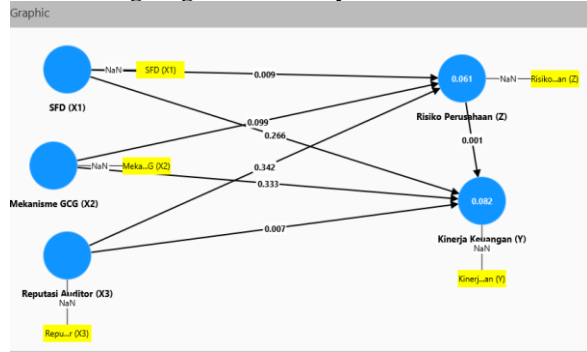 Graphic
NaN
SFD (X1)
0.009
0.061
NaN
Risiko...an (Z)
SFD (X1)
Risiko Perusahaan (Z)
0.099
0.266
0.001
NaN
Meka...G (X2)
0.342
0.333
Mekanisme GCG (X2)
0.082
0.007
Kinerja Keuangan (Y)
NaN
Reputasi Auditor (X3)
NaN
Kinerj...an (Y)
Repu...r (X3)